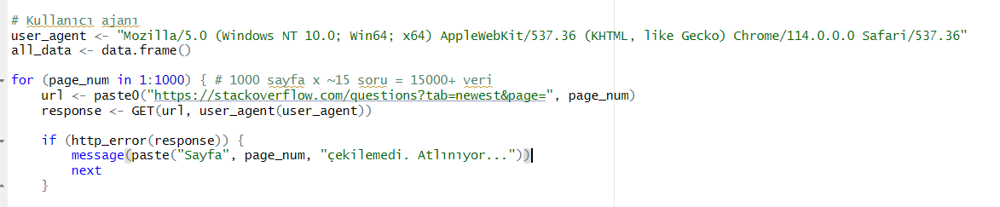 # Kullanıcı ajanı
user_agent <- "Mozilla/5.0 (Windows NT 10.0; Win64; x64) AppleWebKit/537.36 (KHTML, like Gecko) Chrome/114.0.0.0 Safari/537.36"
all_data <- data.frame()
for (page_num in 1:1000) { # 1000 sayfa x ~15 soru = 15000+ veri
    url <- paste0("https://stackoverflow.com/questions?tab=newest&page=", page_num)
    response <- GET(url, user_agent(user_agent))
    if (http_error(response)) {
        message(paste("Sayfa", page_num, "çekilemedi. Atlınıyor..."))
        next
    }